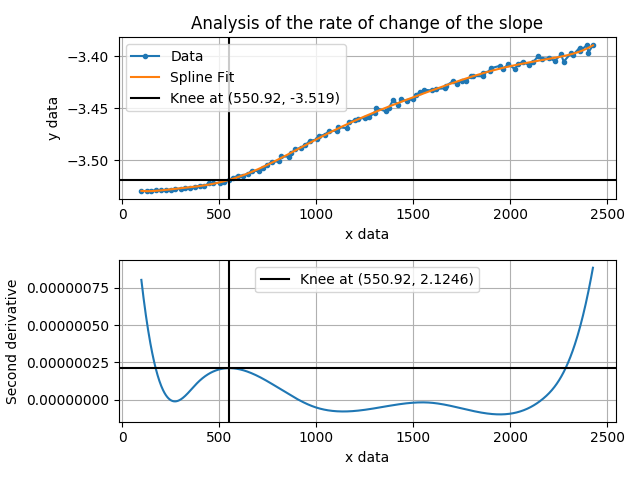 Analysis of the rate of change of the slope
Data
Spline Fit
Knee at (550.92, -3.519)
y data
−3.40
−3.45
−3.50
0 500 1000 1500 2000 2500
x data
Knee at (550.92, 2.1246)
Second derivative
0.00000075
0.00000050
0.00000025
0.00000000
0 500 1000 1500 2000 2500
x data